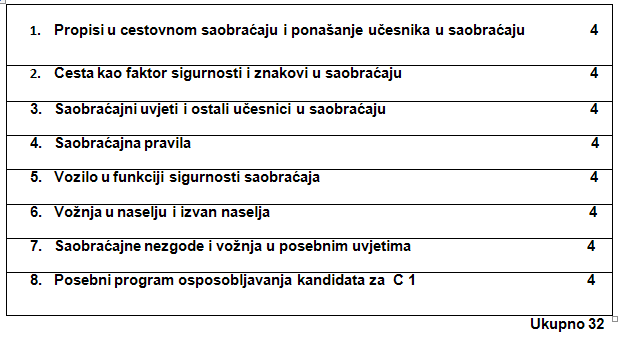 1. Propisi u cestovnom saobraćaju i ponašanje učesnika u saobraćaju 4
2. Cesta kao faktor sigurnosti i znakovi u saobraćaju 4
3. Saobraćajni uvjeti i ostali učesnici u saobraćaju 4
4. Saobraćajna pravila 4
5. Vozilo u funkciji sigurnosti saobraćaja 4
6. Vožnja u naselju i izvan naselja 4
7. Saobraćajne nezgode i vožnja u posebnim uvjetima 4
8. Posebni program osposobljavanja kandidata za C 1 4
Ukupno 32